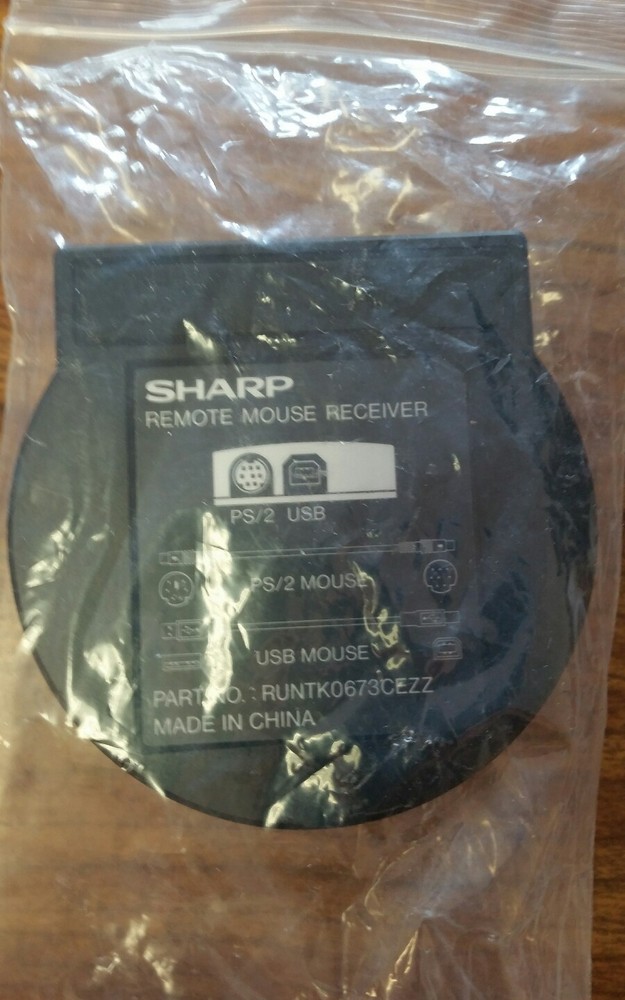 SHARP
REMOTE MOUSE RECEIVER
PS/2 USB
PS/2 MOUSE
USB MOUSE
PART NO. : RUNTK0673CEZZ
MADE IN CHINA